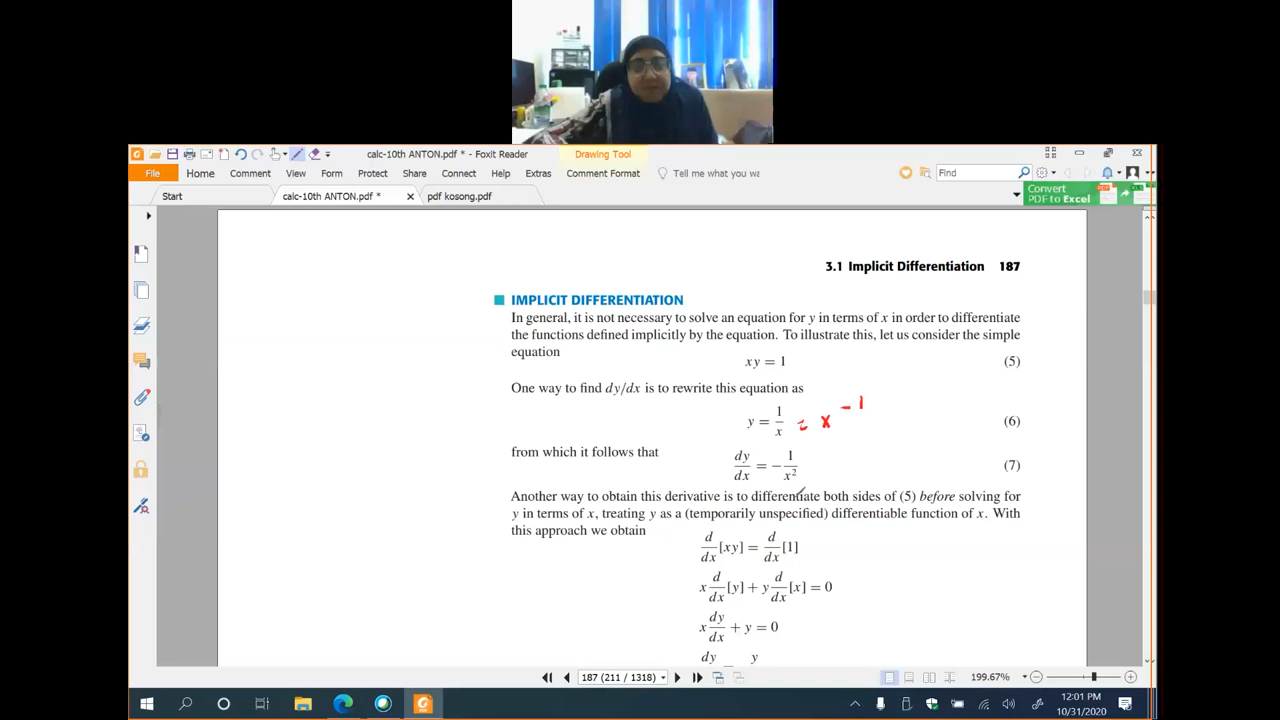 calc-10th ANTON.pdf * - Foxit Reader
Drawing Tool
File Home Comment View Form Protect Share Connect Help Extras Comment Format Tell me what you wa Find
Start calc-10th ANTON.pdf * pdf kosong.pdf
Convert
PDF to Excel
3.1 Implicit Differentiation 187
IMPLICIT DIFFERENTIATION
In general, it is not necessary to solve an equation for y in terms of x in order to differentiate
the functions defined implicitly by the equation. To illustrate this, let us consider the simple
equation
xy = 1 (5)
One way to find dy/dx is to rewrite this equation as
y = 1/x = x^-1 (6)
from which it follows that
dy/dx = -1/x² (7)
Another way to obtain this derivative is to differentiate both sides of (5) before solving for
y in terms of x, treating y as a (temporarily unspecified) differentiable function of x. With
this approach we obtain
d/dx [xy] = d/dx [1]
x d/dx [y] + y d/dx [x] = 0
x dy/dx + y = 0
dy y
187 (211 / 1318) 199.67%
12:01 PM
10/31/2020